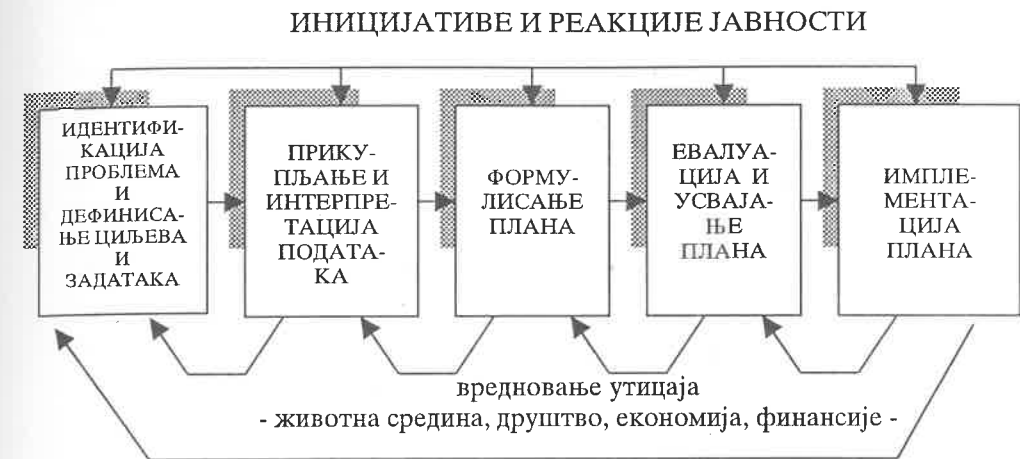 ИНИЦИЈАТИВЕ И РЕАКЦИЈЕ ЈАВНОСТИ
ИДЕНТИФИ-
КАЦИЈА
ПРОБЛЕМА
И
ДЕФИНИСА-
ЊЕ ЦИЉЕВА
И
ЗАДАТАКА
ПРИКУ-
ПЉАЊЕ И
ИНТЕРПРЕ-
ТАЦИЈА
ПОДАТА-
КА
ФОРМУ-
ЛИСАЊЕ
ПЛАНА
ЕВАЛУА-
ЦИЈА И
УСВАЈА-
ЊЕ
ПЛАНА
ИМПЛЕ-
МЕНТА-
ЦИЈА
ПЛАНА
вредновање утицаја
- животна средина, друштво, економија, финансије -